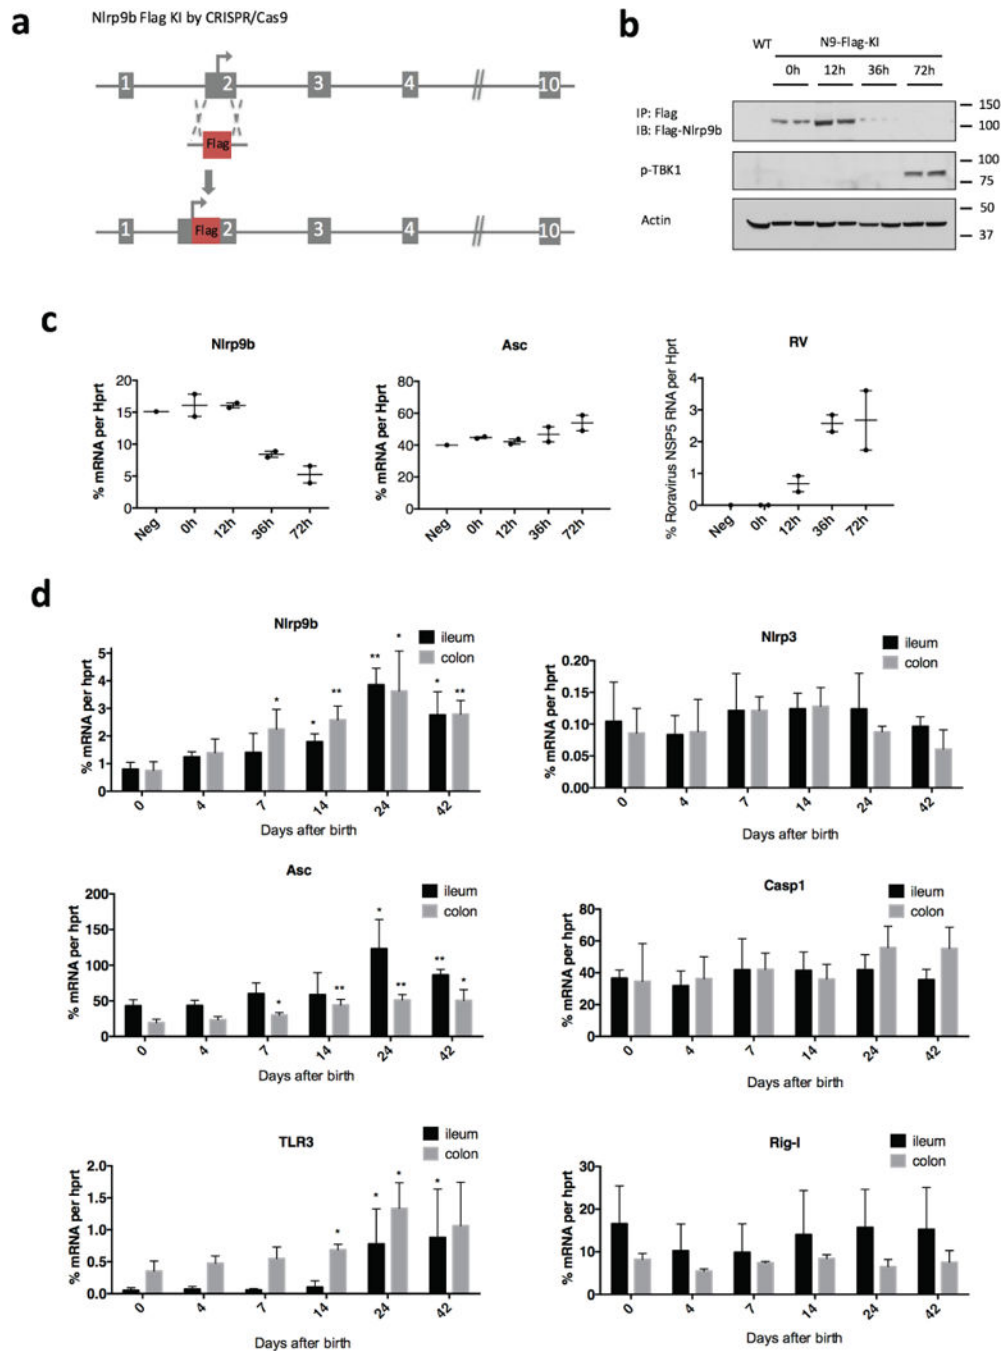 a
Nlrp9b Flag KI by CRISPR/Cas9
1 2 3 4 10
Flag
1 Flag 2 3 4 10
b
WT N9-Flag-KI
0h 12h 36h 72h
IP: Flag
IB: Flag-Nlrp9b
150
100
p-TBK1
100
75
Actin
50
37
c
Nlrp9b
% mRNA per Hprt
20
15
10
5
0
Neg 0h 12h 36h 72h
Asc
% mRNA per Hprt
80
60
40
20
0
Neg 0h 12h 36h 72h
RV
% Roravirus NSP5 RNA per Hprt
4
3
2
1
0
Neg 0h 12h 36h 72h
d
Nlrp9b
ileum
colon
% mRNA per hprt
5
4
3
2
1
0
* * ** ** * * **
0 4 7 14 24 42
Days after birth
Nlrp3
ileum
colon
% mRNA per hprt
0.20
0.15
0.10
0.05
0.00
0 4 7 14 24 42
Days after birth
Asc
ileum
colon
% mRNA per hprt
200
150
100
50
0
* ** * ** ** *
0 4 7 14 24 42
Days after birth
Casp1
ileum
colon
% mRNA per hprt
80
60
40
20
0
0 4 7 14 24 42
Days after birth
TLR3
ileum
colon
% mRNA per hprt
2.0
1.5
1.0
0.5
0.0
* * * *
0 4 7 14 24 42
Days after birth
Rig-I
ileum
colon
% mRNA per hprt
30
20
10
0
0 4 7 14 24 42
Days after birth